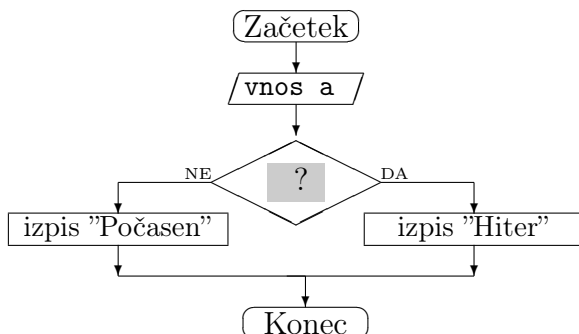 Začetek
vnos a
?
NE
DA
izpis "Počasen"
izpis "Hiter"
Konec